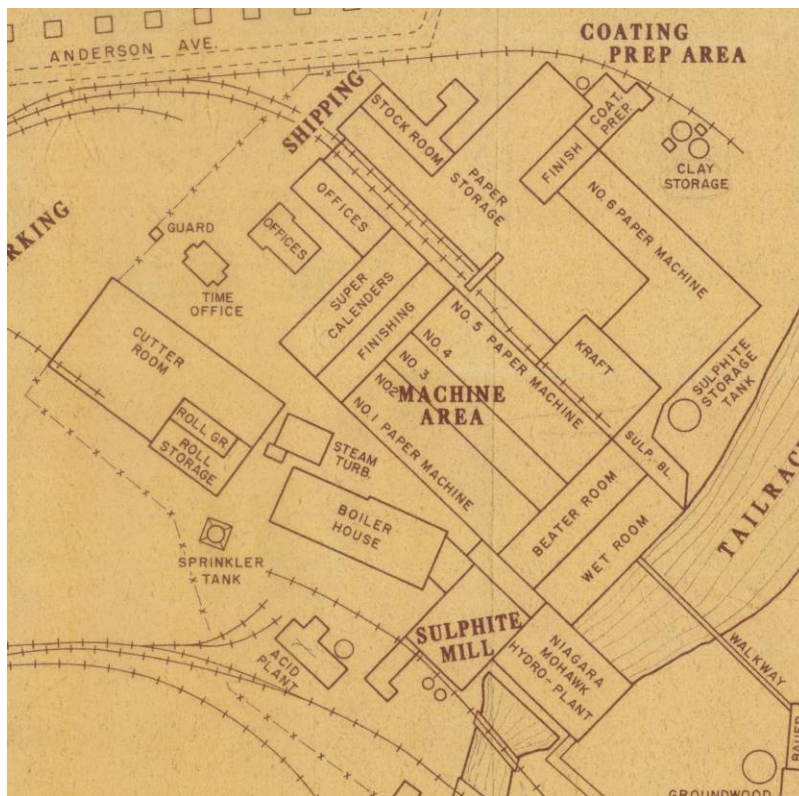 COATING
PREP AREA
ANDERSON AVE.
SHIPPING
STOCK ROOM
COAT.
PREP.
FINISH
CLAY
STORAGE
PAPER
STORAGE
OFFICES
OFFICES
NO 6 PAPER MACHINE
RKING
GUARD
TIME
OFFICE
SUPER
CALENDERS
FINISHING
NO. 5 PAPER MACHINE
NO. 4
NO. 3
NO2
NO. 1 PAPER MACHINE
MACHINE
AREA
KRAFT
SULPHITE
STORAGE
TANK
CUTTER
ROOM
ROLL GR.
ROLL
STORAGE
STEAM
TURB.
SULP. BL.
BOILER
HOUSE
BEATER ROOM
WET ROOM
TAILRAC
SPRINKLER
TANK
SULPHITE
MILL
NIAGARA
MOHAWK
HYDRO-PLANT
WALKWAY
ACID
PLANT
BAUER
GROUNDWOOD